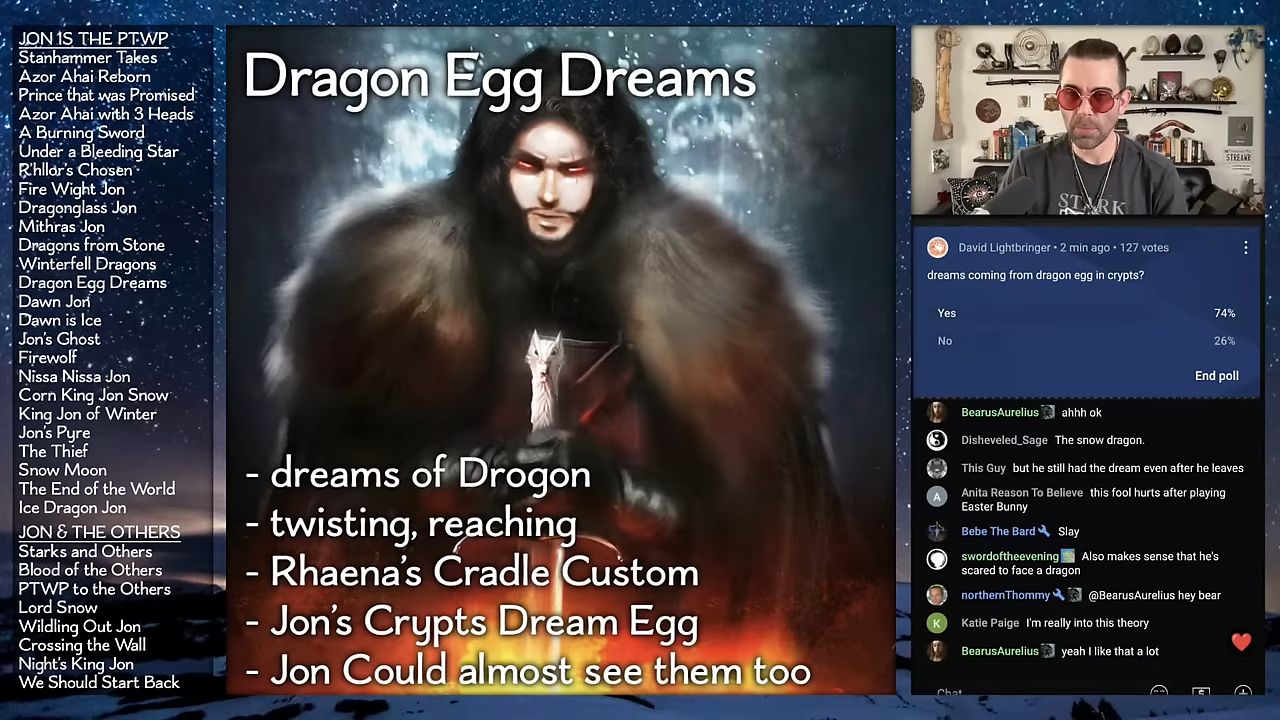 JON IS THE PTWP
Stanhammer Takes
Azor Ahai Reborn
Prince that was Promised
Azor Ahai with 3 Heads
A Burning Sword
Under a Bleeding Star
R'hllor's Chosen
Fire Wight Jon
Dragonglass Jon
Mithras Jon
Dragons from Stone
Winterfell Dragons
Dragon Egg Dreams
Dawn Jon
Dawn is Ice
Jon's Ghost
Firewolf
Nissa Nissa Jon
Corn King Jon Snow
King Jon of Winter
Jon's Pyre
The Thief
Snow Moon
The End of the World
Ice Dragon Jon
JON & THE OTHERS
Starks and Others
Blood of the Others
PTWP to the Others
Lord Snow
Wildling Out Jon
Crossing the Wall
Night's King Jon
We Should Start Back
Dragon Egg Dreams
- dreams of Drogon
- twisting, reaching
- Rhaena's Cradle Custom
- Jon's Crypts Dream Egg
- Jon Could almost see them too
STARK
David Lightbringer • 2 min ago • 127 votes
dreams coming from dragon egg in crypts?
Yes 74%
No 26%
End poll
BearusAurelius ahhh ok
Disheveled_Sage The snow dragon.
This Guy but he still had the dream even after he leaves
A Anita Reason To Believe this fool hurts after playing
Easter Bunny
Bebe The Bard Slay
swordoftheevening Also makes sense that he's
scared to face a dragon
northernThommy @BearusAurelius hey bear
K Katie Paige I'm really into this theory
BearusAurelius yeah I like that a lot
Chat